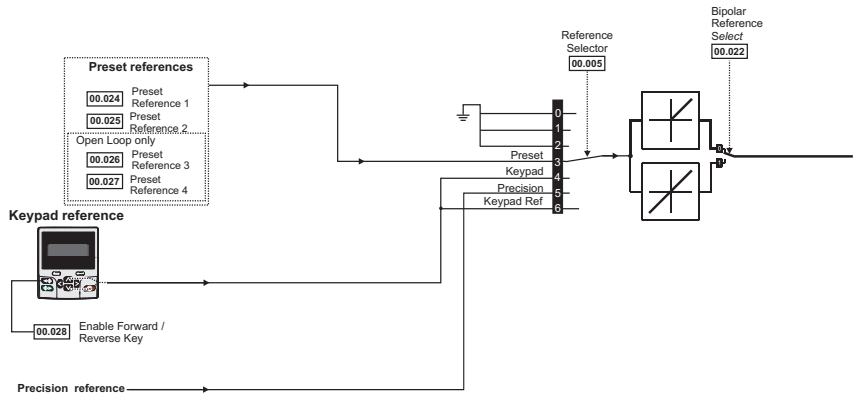 Bipolar
Reference
Select
00.022
Reference
Selector
00.005
Preset references
00.024
Preset
Reference 1
00.025
Preset
Reference 2
Open Loop only
00.026
Preset
Reference 3
00.027
Preset
Reference 4
0
1
2
Preset
3
Keypad
4
Precision
5
Keypad Ref
6
Keypad reference
00.028
Enable Forward /
Reverse Key
Precision reference